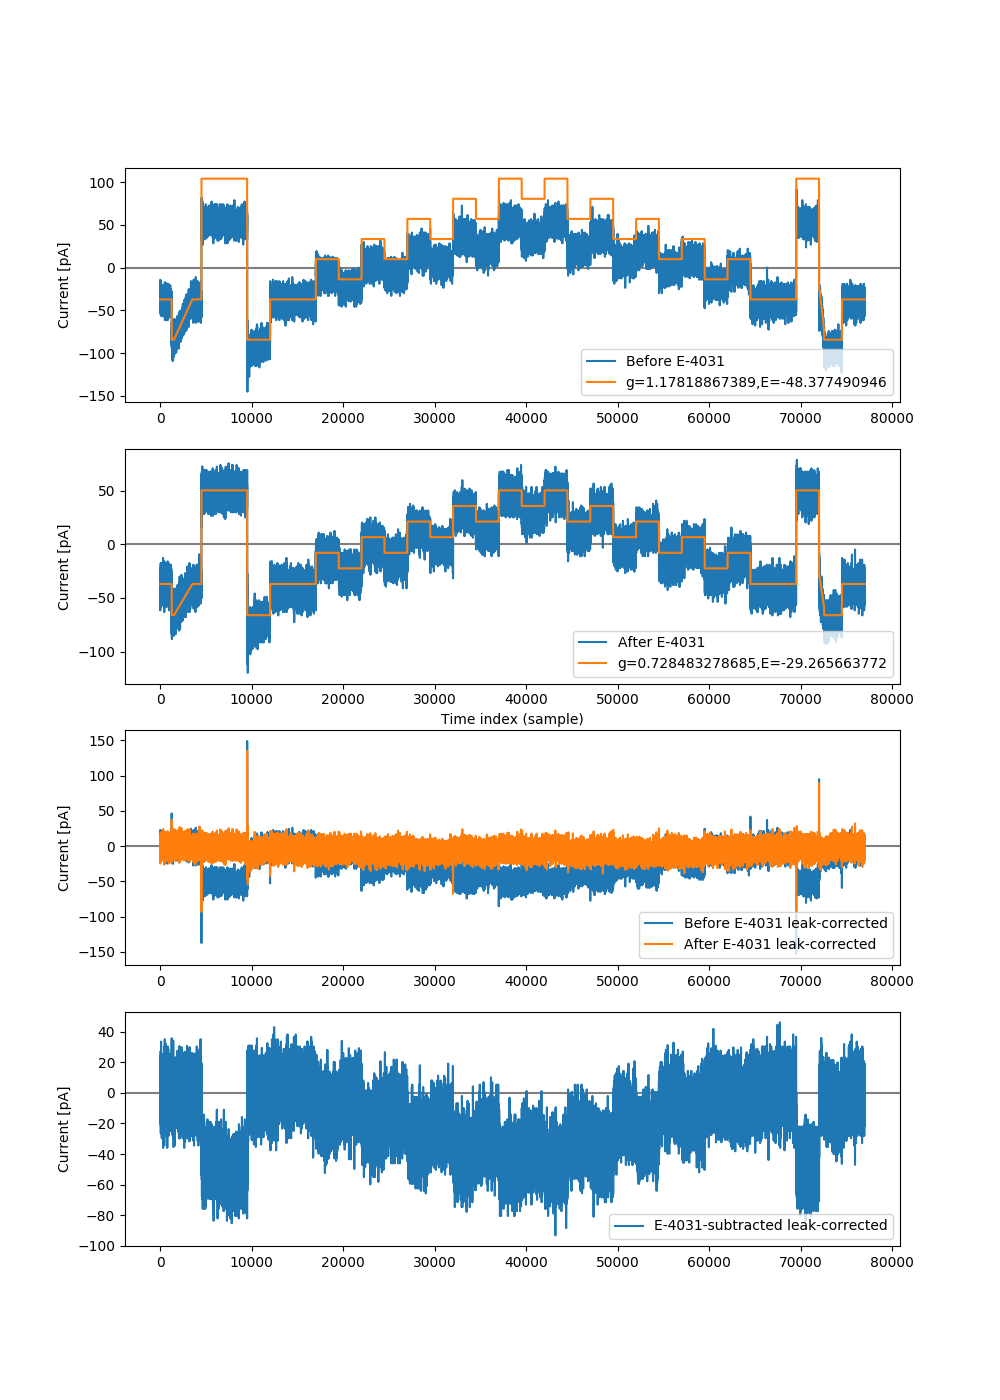 100
50
0
−50
−100
−150
Current [pA]
Before E-4031
g=1.17818867389,E=-48.377490946
0 10000 20000 30000 40000 50000 60000 70000 80000
50
0
−50
−100
Current [pA]
After E-4031
g=0.728483278685,E=-29.265663772
0 10000 20000 30000 40000 50000 60000 70000 80000
Time index (sample)
150
100
50
0
−50
−100
−150
Current [pA]
Before E-4031 leak-corrected
After E-4031 leak-corrected
0 10000 20000 30000 40000 50000 60000 70000 80000
40
20
0
−20
−40
−60
−80
−100
Current [pA]
E-4031-subtracted leak-corrected
0 10000 20000 30000 40000 50000 60000 70000 80000